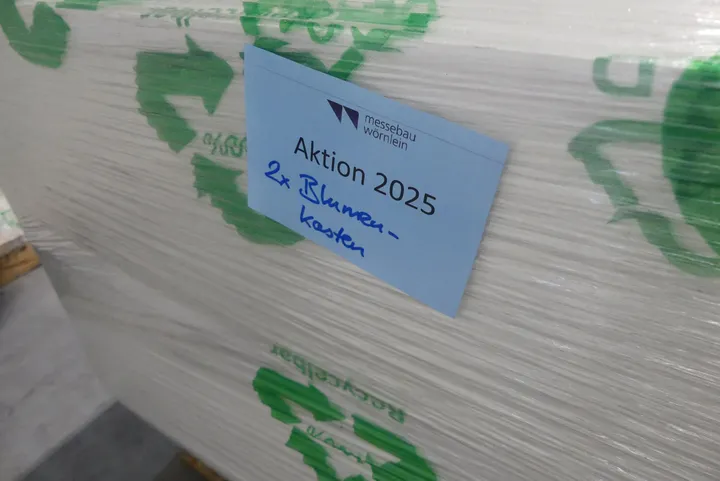 messebau
wörnlein
Aktion 2025
2x Blumen-
kasten
Recycelbar